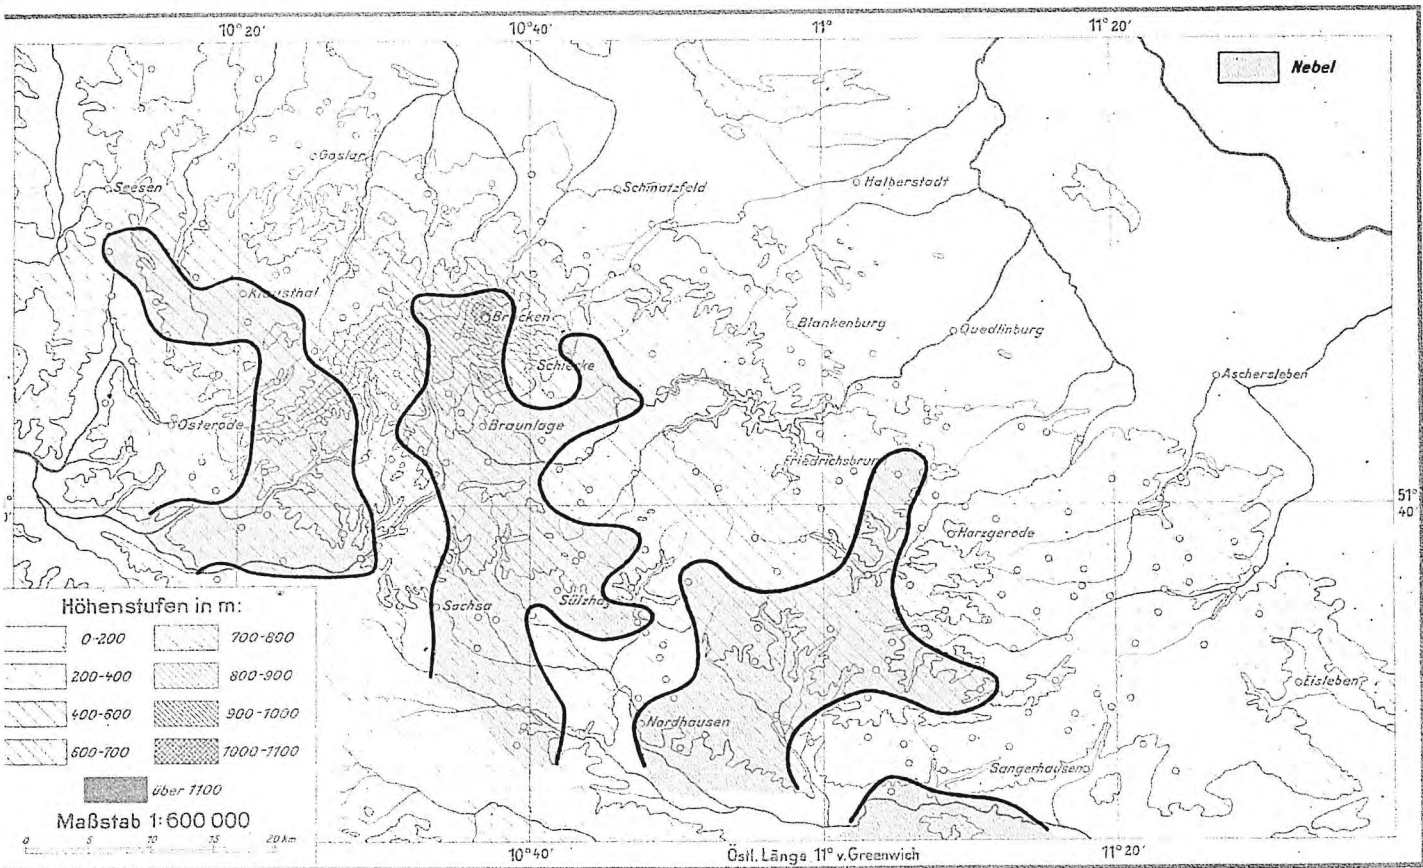 10°20'
10°40'
11°
11°20'
Nebel
Goslar
Seesen
Schmatzfeld
Halberstadt
Klausthal
Brocken
Blankenburg
Quedlinburg
Schierke
Aschersleben
Osterode
Braunlage
Friedrichsbrun
51°
40'
Harzgerode
Sachsa
Sülzhay
Eisleben
Nordhausen
Sangerhausen
Höhenstufen in m:
0-200
700-800
200-400
800-900
400-600
900-1000
600-700
1000-1100
über 1100
Maßstab 1:600 000
0 5 10 15 20 km
10°40'
Östl. Länge 11° v. Greenwich
11°20'